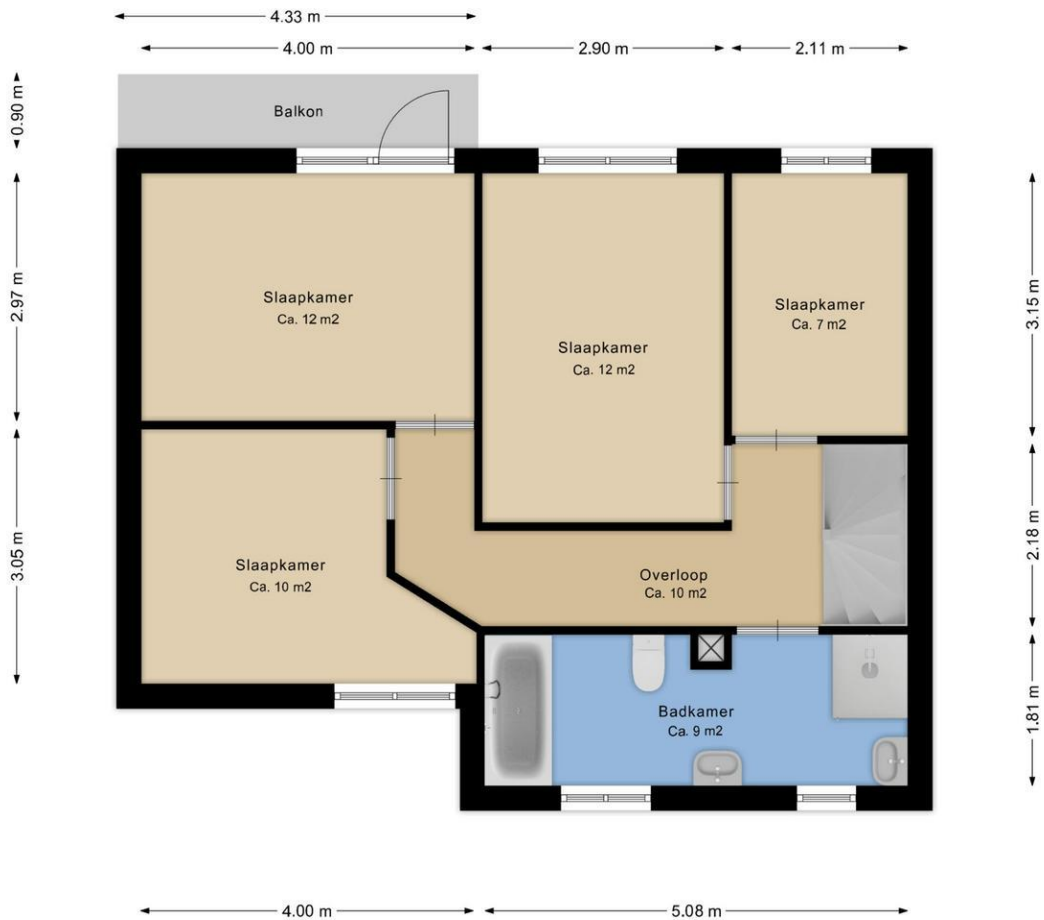 4.33 m
4.00 m
2.90 m
2.11 m
0.90 m
Balkon
2.97 m
3.15 m
Slaapkamer
Ca. 12 m2
Slaapkamer
Ca. 7 m2
Slaapkamer
Ca. 12 m2
3.05 m
2.18 m
Slaapkamer
Ca. 10 m2
Overloop
Ca. 10 m2
1.81 m
Badkamer
Ca. 9 m2
4.00 m
5.08 m